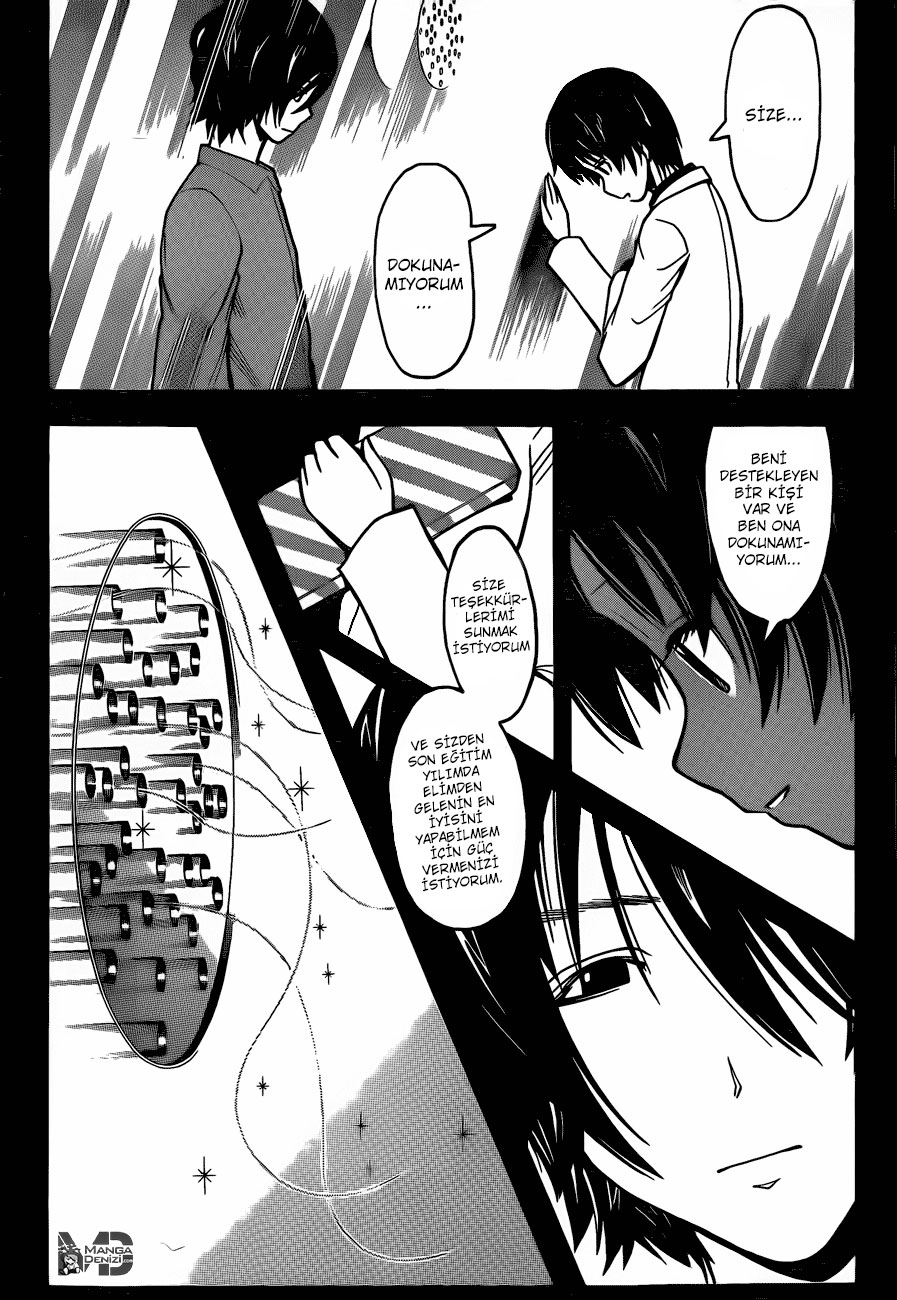 SİZE...
DOKUNA-
MIYORUM
...
BENİ
DESTEKLEYEN
BİR KİŞİ
VAR VE
BEN ONA
DOKUNAMI-
YORUM...
SİZE
TEŞEKKÜR-
LERİMİ
SUNMAK
İSTİYORUM
VE SİZDEN
SON EĞİTİM
YILIMDA
ELİMDEN
GELENİN EN
İYİSİNİ
YAPABİLMEM
İÇİN GÜÇ
VERMENİZİ
İSTİYORUM.
MD
MANGA
DENİZİ